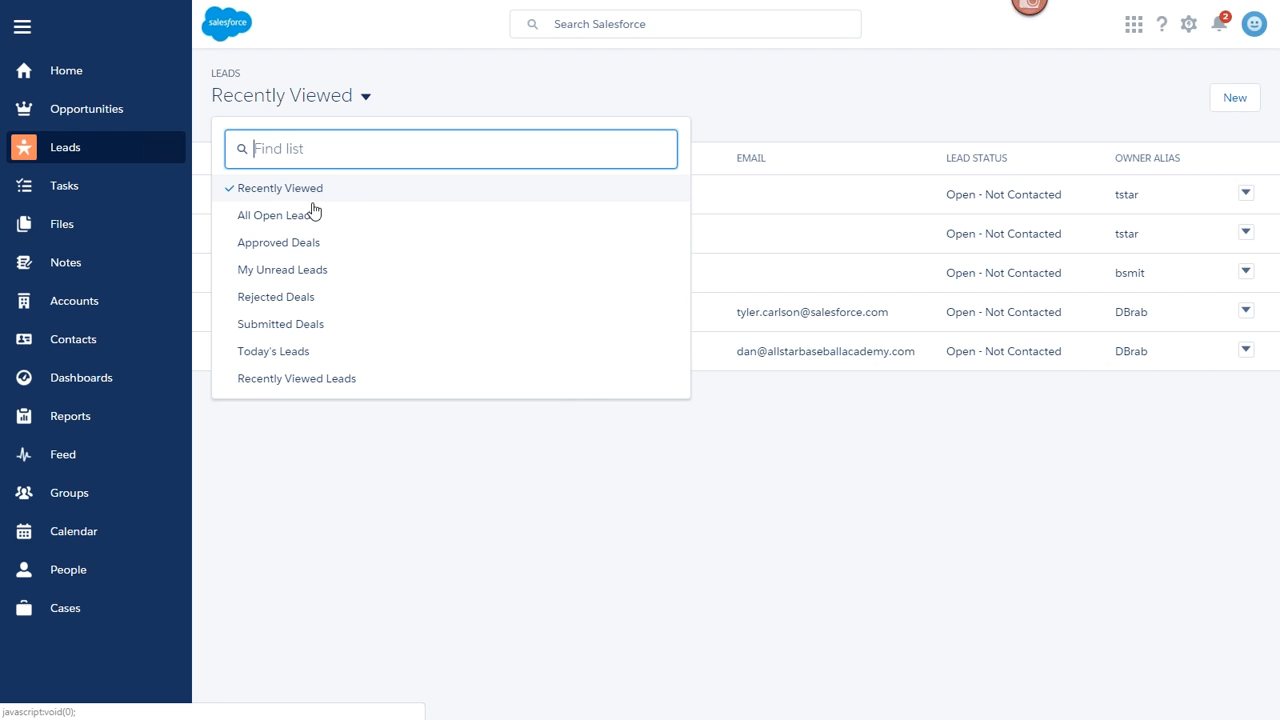 salesforce
Search Salesforce
2
Home
Opportunities
Leads
Tasks
Files
Notes
Accounts
Contacts
Dashboards
Reports
Feed
Groups
Calendar
People
Cases
LEADS
Recently Viewed
New
Find list
Recently Viewed
All Open Leads
Approved Deals
My Unread Leads
Rejected Deals
Submitted Deals
Today's Leads
Recently Viewed Leads
EMAIL LEAD STATUS OWNER ALIAS
Open - Not Contacted tstar
Open - Not Contacted tstar
Open - Not Contacted bsmit
tyler.carlson@salesforce.com Open - Not Contacted DBrab
dan@allstarbaseballacademy.com Open - Not Contacted DBrab
javascript:void(0);